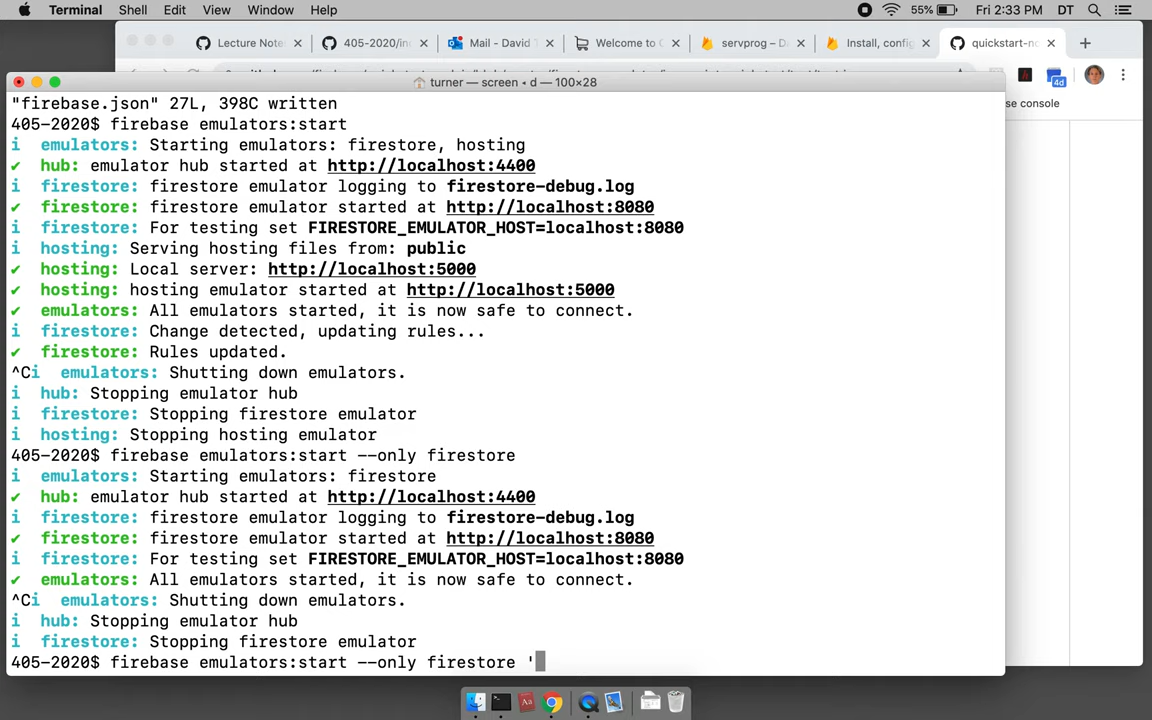 Terminal Shell Edit View Window Help 55% Fri 2:33 PM DT
Lecture Note 405-2020/in Mail - David T Welcome to servprog – D Install, config quickstart-n
4d
turner — screen ◂ d — 100×28
se console
"firebase.json" 27L, 398C written
405-2020$ firebase emulators:start
i emulators: Starting emulators: firestore, hosting
✔ hub: emulator hub started at http://localhost:4400
i firestore: firestore emulator logging to firestore-debug.log
✔ firestore: firestore emulator started at http://localhost:8080
i firestore: For testing set FIRESTORE_EMULATOR_HOST=localhost:8080
i hosting: Serving hosting files from: public
✔ hosting: Local server: http://localhost:5000
✔ hosting: hosting emulator started at http://localhost:5000
✔ emulators: All emulators started, it is now safe to connect.
i firestore: Change detected, updating rules...
✔ firestore: Rules updated.
^Ci emulators: Shutting down emulators.
i hub: Stopping emulator hub
i firestore: Stopping firestore emulator
i hosting: Stopping hosting emulator
405-2020$ firebase emulators:start --only firestore
i emulators: Starting emulators: firestore
✔ hub: emulator hub started at http://localhost:4400
i firestore: firestore emulator logging to firestore-debug.log
✔ firestore: firestore emulator started at http://localhost:8080
i firestore: For testing set FIRESTORE_EMULATOR_HOST=localhost:8080
✔ emulators: All emulators started, it is now safe to connect.
^Ci emulators: Shutting down emulators.
i hub: Stopping emulator hub
i firestore: Stopping firestore emulator
405-2020$ firebase emulators:start --only firestore '